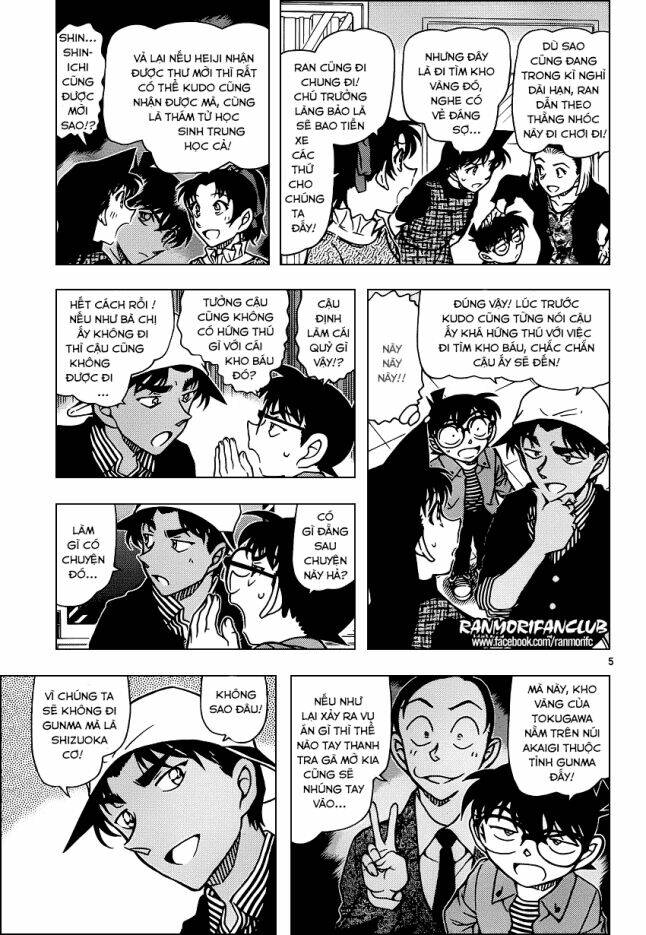 DÙ SAO
CŨNG ĐANG
TRONG KÌ NGHỈ
DÀI HẠN, RAN
DẪN THEO
THẰNG NHÓC
NÀY ĐI CHƠI ĐI!
NHƯNG ĐÂY
LÀ ĐI TÌM KHO
VÀNG ĐÓ,
NGHE CÓ
VẺ ĐÁNG
SỢ...
RAN CŨNG ĐI
CHUNG ĐI!
CHÚ TRƯỞNG
LÀNG BẢO LÀ
SẼ BAO TIỀN
XE
CÁC
THỨ
CHO
CHÚNG
TA
ĐẤY!
VẢ LẠI NẾU HEIJI NHẬN
ĐƯỢC THƯ MỜI THÌ RẤT
CÓ THỂ KUDO CŨNG
NHẬN ĐƯỢC MÀ, CÙNG
LÀ THÁM TỬ HỌC
SINH TRUNG
HỌC CẢ!
SHIN...
SHIN-
ICHI
CŨNG
ĐƯỢC
MỜI
SAO!?
ĐÚNG VẬY! LÚC TRƯỚC
KUDO CŨNG TỪNG NÓI CẬU
ẤY KHÁ HỨNG THÚ VỚI VIỆC
ĐI TÌM KHO BÁU, CHẮC CHẮN
CẬU ẤY SẼ ĐẾN!
NÀY
NÀY
NÀY!!
CẬU
ĐỊNH
LÀM CÁI
QUỶ GÌ
VẬY!?
TƯỞNG CẬU
CŨNG KHÔNG
CÓ HỨNG THÚ
GÌ VỚI CÁI
KHO BÁU
ĐÓ?
HẾT CÁCH RỒI!
NẾU NHƯ BÀ CHỊ
ẤY KHÔNG ĐI
THÌ CẬU CŨNG
KHÔNG
ĐƯỢC ĐI
...
CÓ
GÌ ĐẰNG
SAU
CHUYỆN
NÀY HẢ?
LÀM
GÌ CÓ
CHUYỆN
ĐÓ...
RANMORIFANCLUB
www.facebook.com/ranmorifc
5
MÀ NÀY, KHO
VÀNG CỦA
TOKUGAWA
NẰM TRÊN NÚI
AKAIGI THUỘC
TỈNH GUNMA
ĐẤY!
NẾU NHƯ
LẠI XẢY RA VỤ
ÁN GÌ THÌ THẾ
NÀO TAY THANH
TRA GÀ MỜ KIA
CŨNG SẼ
NHÚNG TAY
VÀO...
KHÔNG
SAO ĐÂU!
VÌ CHÚNG TA
SẼ KHÔNG ĐI
GUNMA MÀ LÀ
SHIZUOKA
CƠ!